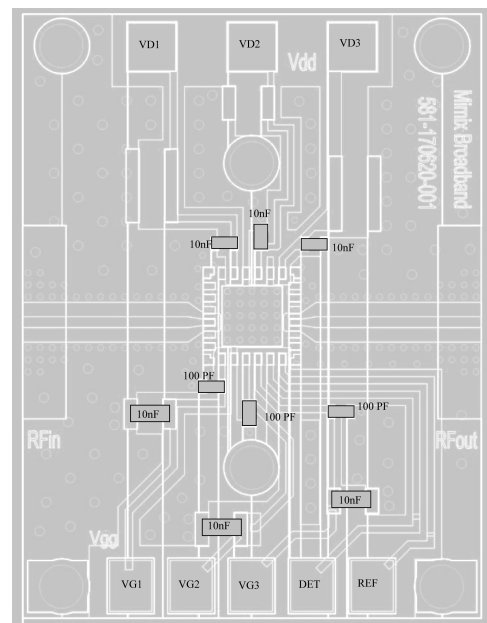 VD1
VD2
VD3
Vdd
Mimix Broadband
581-170620-001
10nF
10nF
10nF
100 PF
10nF
100 PF
100 PF
RFin
RFout
10nF
10nF
Vgg
VG1
VG2
VG3
DET
REF